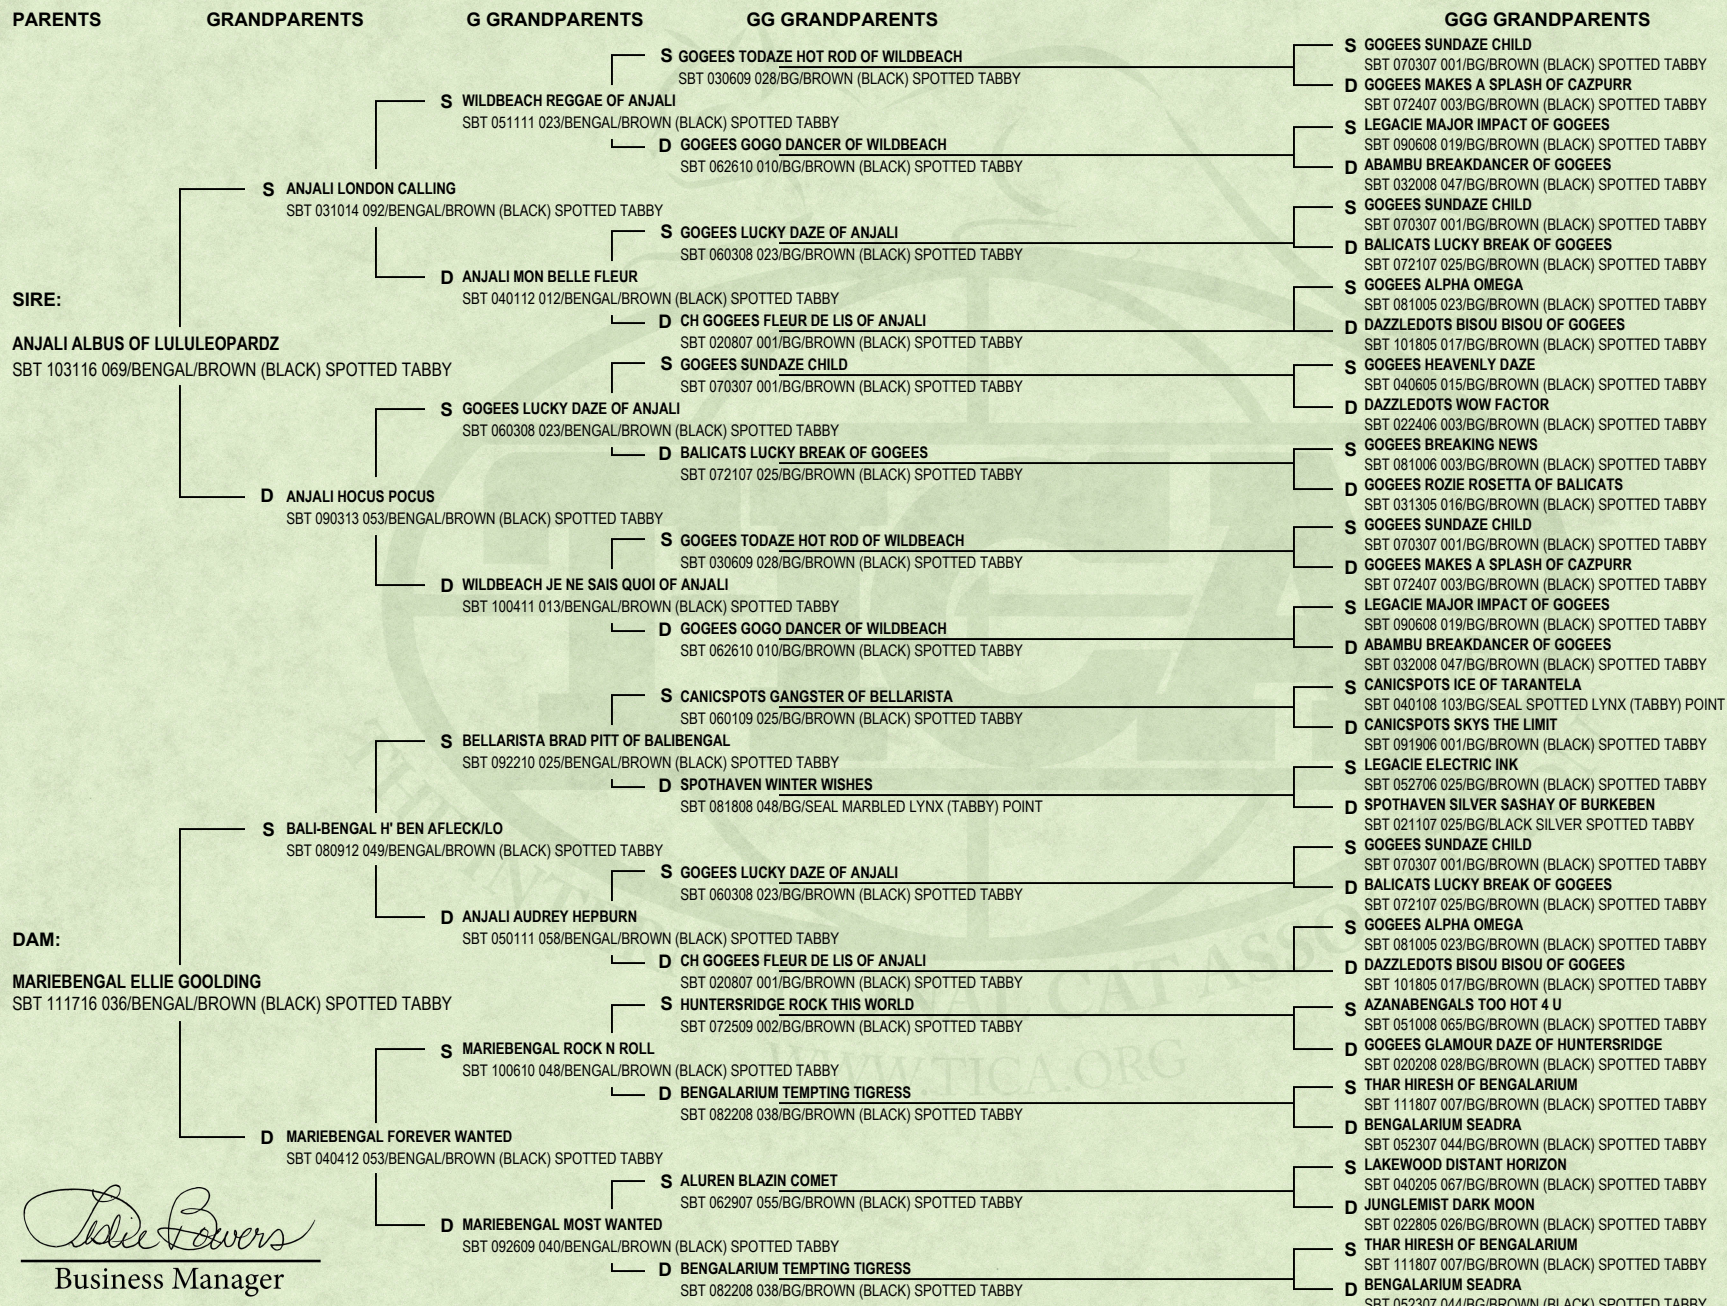 PARENTS GRANDPARENTS G GRANDPARENTS GG GRANDPARENTS GGG GRANDPARENTS
SIRE:
ANJALI ALBUS OF LULULEOPARDZ
SBT 103116 069/BENGAL/BROWN (BLACK) SPOTTED TABBY
DAM:
MARIEBENGAL ELLIE GOOLDING
SBT 111716 036/BENGAL/BROWN (BLACK) SPOTTED TABBY
Leslie Bowers
Business Manager
S ANJALI LONDON CALLING
SBT 031014 092/BENGAL/BROWN (BLACK) SPOTTED TABBY
D ANJALI HOCUS POCUS
SBT 090313 053/BENGAL/BROWN (BLACK) SPOTTED TABBY
S BALI-BENGAL H' BEN AFLECK/LO
SBT 080912 049/BENGAL/BROWN (BLACK) SPOTTED TABBY
D MARIEBENGAL FOREVER WANTED
SBT 040412 053/BENGAL/BROWN (BLACK) SPOTTED TABBY
S WILDBEACH REGGAE OF ANJALI
SBT 051111 023/BENGAL/BROWN (BLACK) SPOTTED TABBY
D ANJALI MON BELLE FLEUR
SBT 040112 012/BENGAL/BROWN (BLACK) SPOTTED TABBY
S GOGEES LUCKY DAZE OF ANJALI
SBT 060308 023/BENGAL/BROWN (BLACK) SPOTTED TABBY
D WILDBEACH JE NE SAIS QUOI OF ANJALI
SBT 100411 013/BENGAL/BROWN (BLACK) SPOTTED TABBY
S BELLARISTA BRAD PITT OF BALIBENGAL
SBT 092210 025/BENGAL/BROWN (BLACK) SPOTTED TABBY
D ANJALI AUDREY HEPBURN
SBT 050111 058/BENGAL/BROWN (BLACK) SPOTTED TABBY
S MARIEBENGAL ROCK N ROLL
SBT 100610 048/BENGAL/BROWN (BLACK) SPOTTED TABBY
D MARIEBENGAL MOST WANTED
SBT 092609 040/BENGAL/BROWN (BLACK) SPOTTED TABBY
S GOGEES TODAZE HOT ROD OF WILDBEACH
SBT 030609 028/BG/BROWN (BLACK) SPOTTED TABBY
D GOGEES GOGO DANCER OF WILDBEACH
SBT 062610 010/BG/BROWN (BLACK) SPOTTED TABBY
S GOGEES LUCKY DAZE OF ANJALI
SBT 060308 023/BG/BROWN (BLACK) SPOTTED TABBY
D CH GOGEES FLEUR DE LIS OF ANJALI
SBT 020807 001/BG/BROWN (BLACK) SPOTTED TABBY
S GOGEES SUNDAZE CHILD
SBT 070307 001/BG/BROWN (BLACK) SPOTTED TABBY
D BALICATS LUCKY BREAK OF GOGEES
SBT 072107 025/BG/BROWN (BLACK) SPOTTED TABBY
S GOGEES TODAZE HOT ROD OF WILDBEACH
SBT 030609 028/BG/BROWN (BLACK) SPOTTED TABBY
D GOGEES GOGO DANCER OF WILDBEACH
SBT 062610 010/BG/BROWN (BLACK) SPOTTED TABBY
S CANICSPOTS GANGSTER OF BELLARISTA
SBT 060109 025/BG/BROWN (BLACK) SPOTTED TABBY
D SPOTHAVEN WINTER WISHES
SBT 081808 048/BG/SEAL MARBLED LYNX (TABBY) POINT
S GOGEES LUCKY DAZE OF ANJALI
SBT 060308 023/BG/BROWN (BLACK) SPOTTED TABBY
D CH GOGEES FLEUR DE LIS OF ANJALI
SBT 020807 001/BG/BROWN (BLACK) SPOTTED TABBY
S HUNTERSRIDGE ROCK THIS WORLD
SBT 072509 002/BG/BROWN (BLACK) SPOTTED TABBY
D BENGALARIUM TEMPTING TIGRESS
SBT 082208 038/BG/BROWN (BLACK) SPOTTED TABBY
S ALUREN BLAZIN COMET
SBT 062907 055/BG/BROWN (BLACK) SPOTTED TABBY
D BENGALARIUM TEMPTING TIGRESS
SBT 082208 038/BG/BROWN (BLACK) SPOTTED TABBY
S GOGEES SUNDAZE CHILD
SBT 070307 001/BG/BROWN (BLACK) SPOTTED TABBY
D GOGEES MAKES A SPLASH OF CAZPURR
SBT 072407 003/BG/BROWN (BLACK) SPOTTED TABBY
S LEGACIE MAJOR IMPACT OF GOGEES
SBT 090608 019/BG/BROWN (BLACK) SPOTTED TABBY
D ABAMBU BREAKDANCER OF GOGEES
SBT 032008 047/BG/BROWN (BLACK) SPOTTED TABBY
S GOGEES SUNDAZE CHILD
SBT 070307 001/BG/BROWN (BLACK) SPOTTED TABBY
D BALICATS LUCKY BREAK OF GOGEES
SBT 072107 025/BG/BROWN (BLACK) SPOTTED TABBY
S GOGEES ALPHA OMEGA
SBT 081005 023/BG/BROWN (BLACK) SPOTTED TABBY
D DAZZLEDOTS BISOU BISOU OF GOGEES
SBT 101805 017/BG/BROWN (BLACK) SPOTTED TABBY
S GOGEES HEAVENLY DAZE
SBT 040605 015/BG/BROWN (BLACK) SPOTTED TABBY
D DAZZLEDOTS WOW FACTOR
SBT 022406 003/BG/BROWN (BLACK) SPOTTED TABBY
S GOGEES BREAKING NEWS
SBT 081006 003/BG/BROWN (BLACK) SPOTTED TABBY
D GOGEES ROZIE ROSETTA OF BALICATS
SBT 031305 016/BG/BROWN (BLACK) SPOTTED TABBY
S GOGEES SUNDAZE CHILD
SBT 070307 001/BG/BROWN (BLACK) SPOTTED TABBY
D GOGEES MAKES A SPLASH OF CAZPURR
SBT 072407 003/BG/BROWN (BLACK) SPOTTED TABBY
S LEGACIE MAJOR IMPACT OF GOGEES
SBT 090608 019/BG/BROWN (BLACK) SPOTTED TABBY
D ABAMBU BREAKDANCER OF GOGEES
SBT 032008 047/BG/BROWN (BLACK) SPOTTED TABBY
S CANICSPOTS ICE OF TARANTELA
SBT 040108 103/BG/SEAL SPOTTED LYNX (TABBY) POINT
D CANICSPOTS SKYS THE LIMIT
SBT 091906 001/BG/BROWN (BLACK) SPOTTED TABBY
S LEGACIE ELECTRIC INK
SBT 052706 025/BG/BROWN (BLACK) SPOTTED TABBY
D SPOTHAVEN SILVER SASHAY OF BURKEBEN
SBT 021107 025/BG/BLACK SILVER SPOTTED TABBY
S GOGEES SUNDAZE CHILD
SBT 070307 001/BG/BROWN (BLACK) SPOTTED TABBY
D BALICATS LUCKY BREAK OF GOGEES
SBT 072107 025/BG/BROWN (BLACK) SPOTTED TABBY
S GOGEES ALPHA OMEGA
SBT 081005 023/BG/BROWN (BLACK) SPOTTED TABBY
D DAZZLEDOTS BISOU BISOU OF GOGEES
SBT 101805 017/BG/BROWN (BLACK) SPOTTED TABBY
S AZANABENGALS TOO HOT 4 U
SBT 051008 065/BG/BROWN (BLACK) SPOTTED TABBY
D GOGEES GLAMOUR DAZE OF HUNTERSRIDGE
SBT 020208 028/BG/BROWN (BLACK) SPOTTED TABBY
S THAR HIRESH OF BENGALARIUM
SBT 111807 007/BG/BROWN (BLACK) SPOTTED TABBY
D BENGALARIUM SEADRA
SBT 052307 044/BG/BROWN (BLACK) SPOTTED TABBY
S LAKEWOOD DISTANT HORIZON
SBT 040205 067/BG/BROWN (BLACK) SPOTTED TABBY
D JUNGLEMIST DARK MOON
SBT 022805 026/BG/BROWN (BLACK) SPOTTED TABBY
S THAR HIRESH OF BENGALARIUM
SBT 111807 007/BG/BROWN (BLACK) SPOTTED TABBY
D BENGALARIUM SEADRA
SBT 052307 044/BG/BROWN (BLACK) SPOTTED TABBY
TICA
CAT ASSO
WWW.TICA.ORG